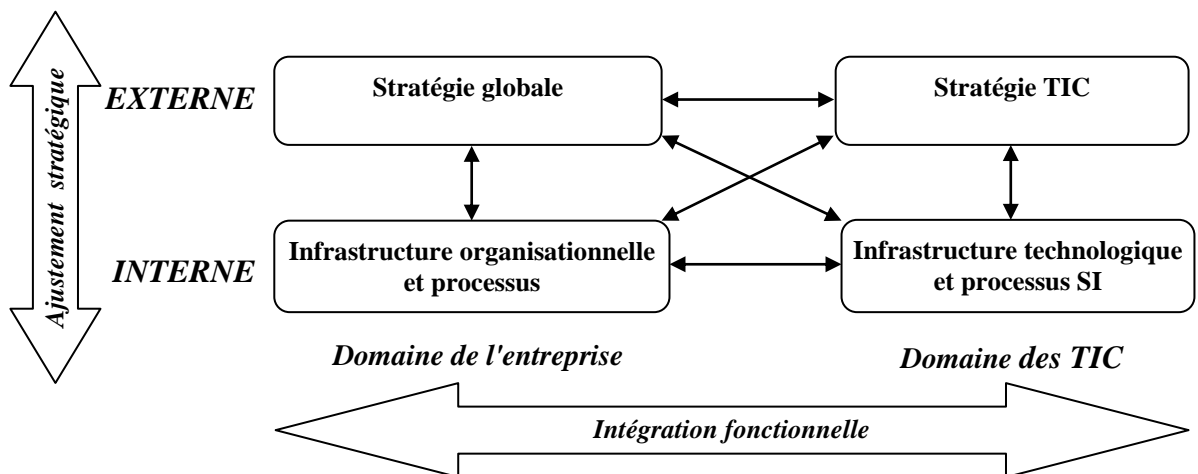 Ajustement stratégique
EXTERNE
Stratégie globale
Stratégie TIC
INTERNE
Infrastructure organisationnelle
et processus
Infrastructure technologique
et processus SI
Domaine de l'entreprise
Domaine des TIC
Intégration fonctionnelle